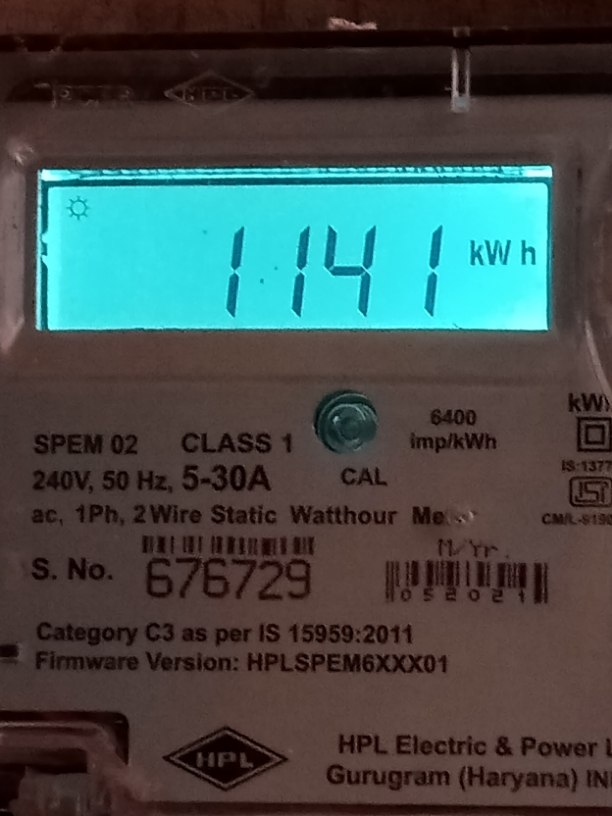 HPL
1141 kWh
6400
imp/kWh
SPEM 02 CLASS 1
240V, 50 Hz, 5-30A
CAL
ac, 1Ph, 2Wire Static Watthour
M/Yr.
S. No. 676729
052021
Category C3 as per IS 15959:2011
Firmware Version: HPLSPEM6XXX01
HPL
HPL Electric & Power
Gurugram (Haryana)